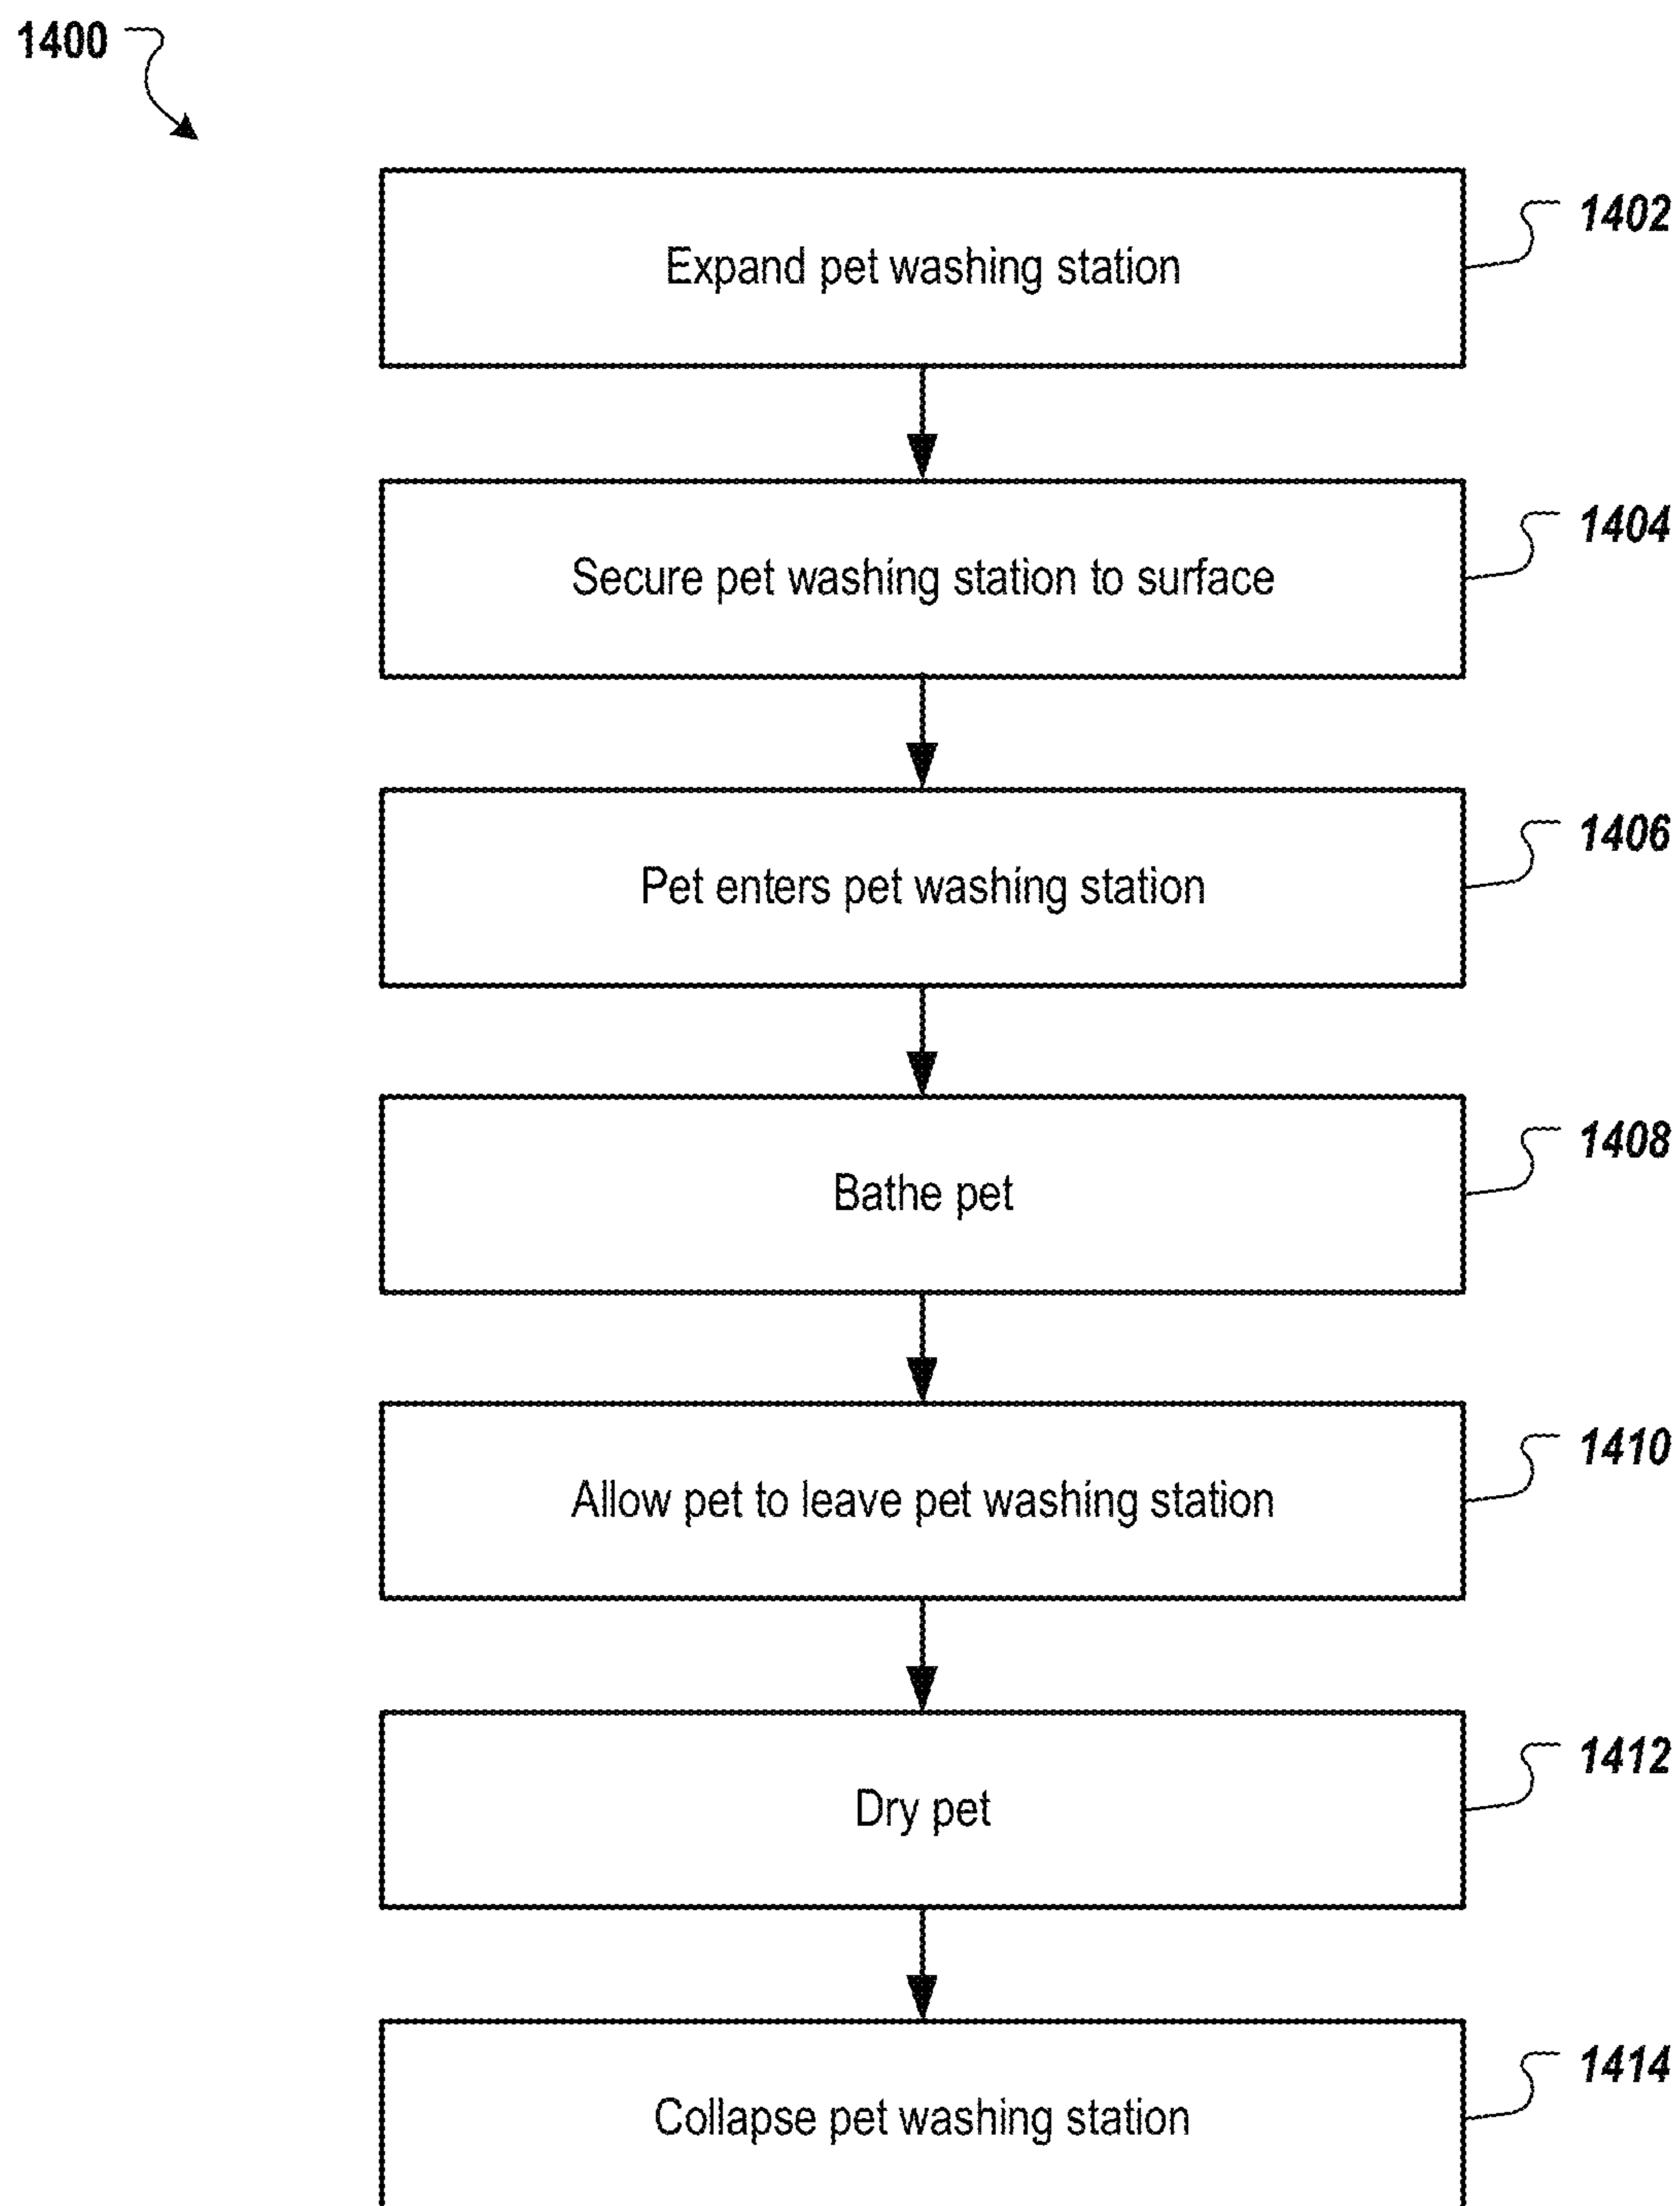 1400
Expand pet washing station
1402
Secure pet washing station to surface
1404
Pet enters pet washing station
1406
Bathe pet
1408
Allow pet to leave pet washing station
1410
Dry pet
1412
Collapse pet washing station
1414